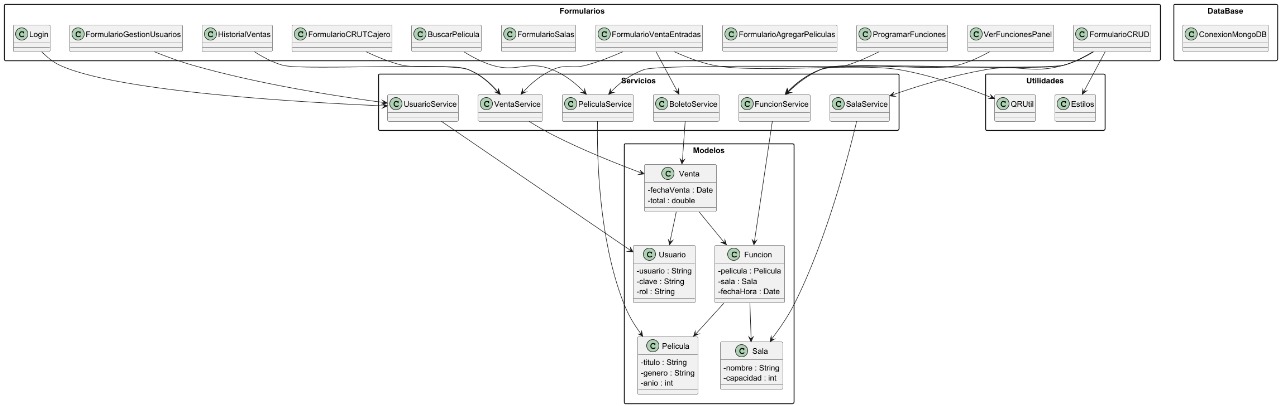 Formularios
DataBase
C Login
C FormularioGestionUsuarios
C HistorialVentas
C FormularioCRUTCajero
C BuscarPelicula
C FormularioSalas
C FormularioVentaEntradas
C FormularioAgregarPeliculas
C ProgramarFunciones
C VerFuncionesPanel
C FormularioCRUD
C ConexionMongoDB
Servicios
Utilidades
C UsuarioService
C VentaService
C PeliculaService
C BoletoService
C FuncionService
C SalaService
C QRUtil
C Estilos
Modelos
C Venta
-fechaVenta : Date
-total : double
C Usuario
-usuario : String
-clave : String
-rol : String
C Funcion
-pelicula : Pelicula
-sala : Sala
-fechaHora : Date
C Pelicula
-titulo : String
-genero : String
-anio : int
C Sala
-nombre : String
-capacidad : int